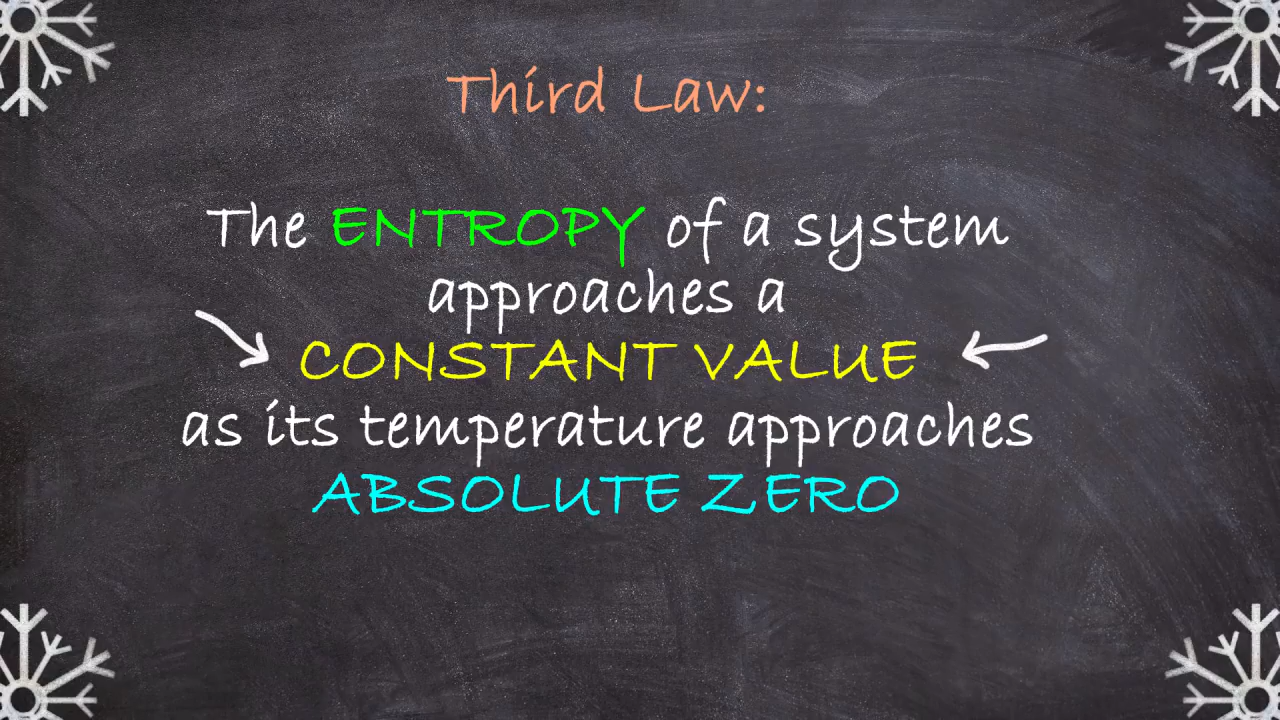 Third Law:
The ENTROPY of a system
approaches a
CONSTANT VALUE
as its temperature approaches
ABSOLUTE ZERO